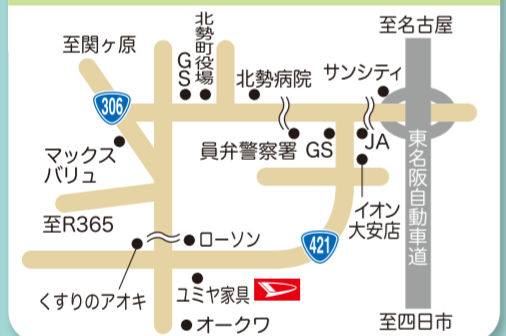 至関ヶ原
306
GS
北勢町役場
北勢病院
サンシティ
至名古屋
マックス
バリュ
員弁警察署
GS
JA
東名阪自動車道
イオン
大安店
至R365
ローソン
421
くすりのアオキ
ユミヤ家具
オークワ
至四日市